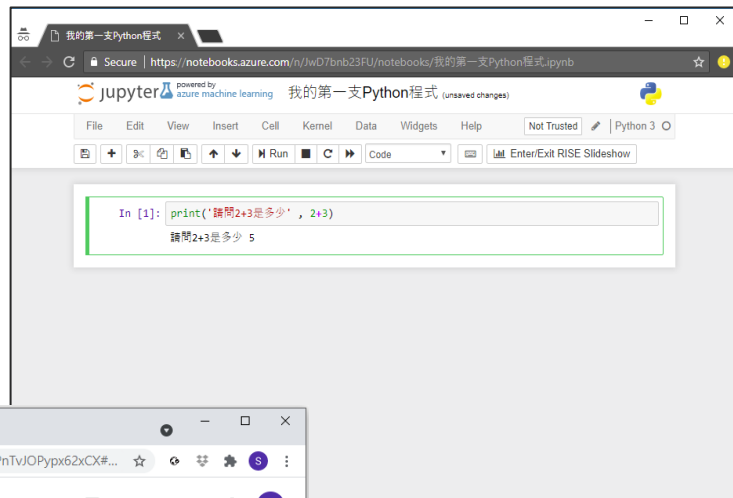 我的第一支Python程式
Secure | https://notebooks.azure.com/n/JwD7bnb23FU/notebooks/我的第一支Python程式.ipynb
jupyter powered by azure machine learning 我的第一支Python程式 (unsaved changes)
File Edit View Insert Cell Kernel Data Widgets Help Not Trusted Python 3
Run Code Enter/Exit RISE Slideshow
In [1]: print('請問2+3是多少' , 2+3)
請問2+3是多少 5
nTvJOPypx62xCX#... S